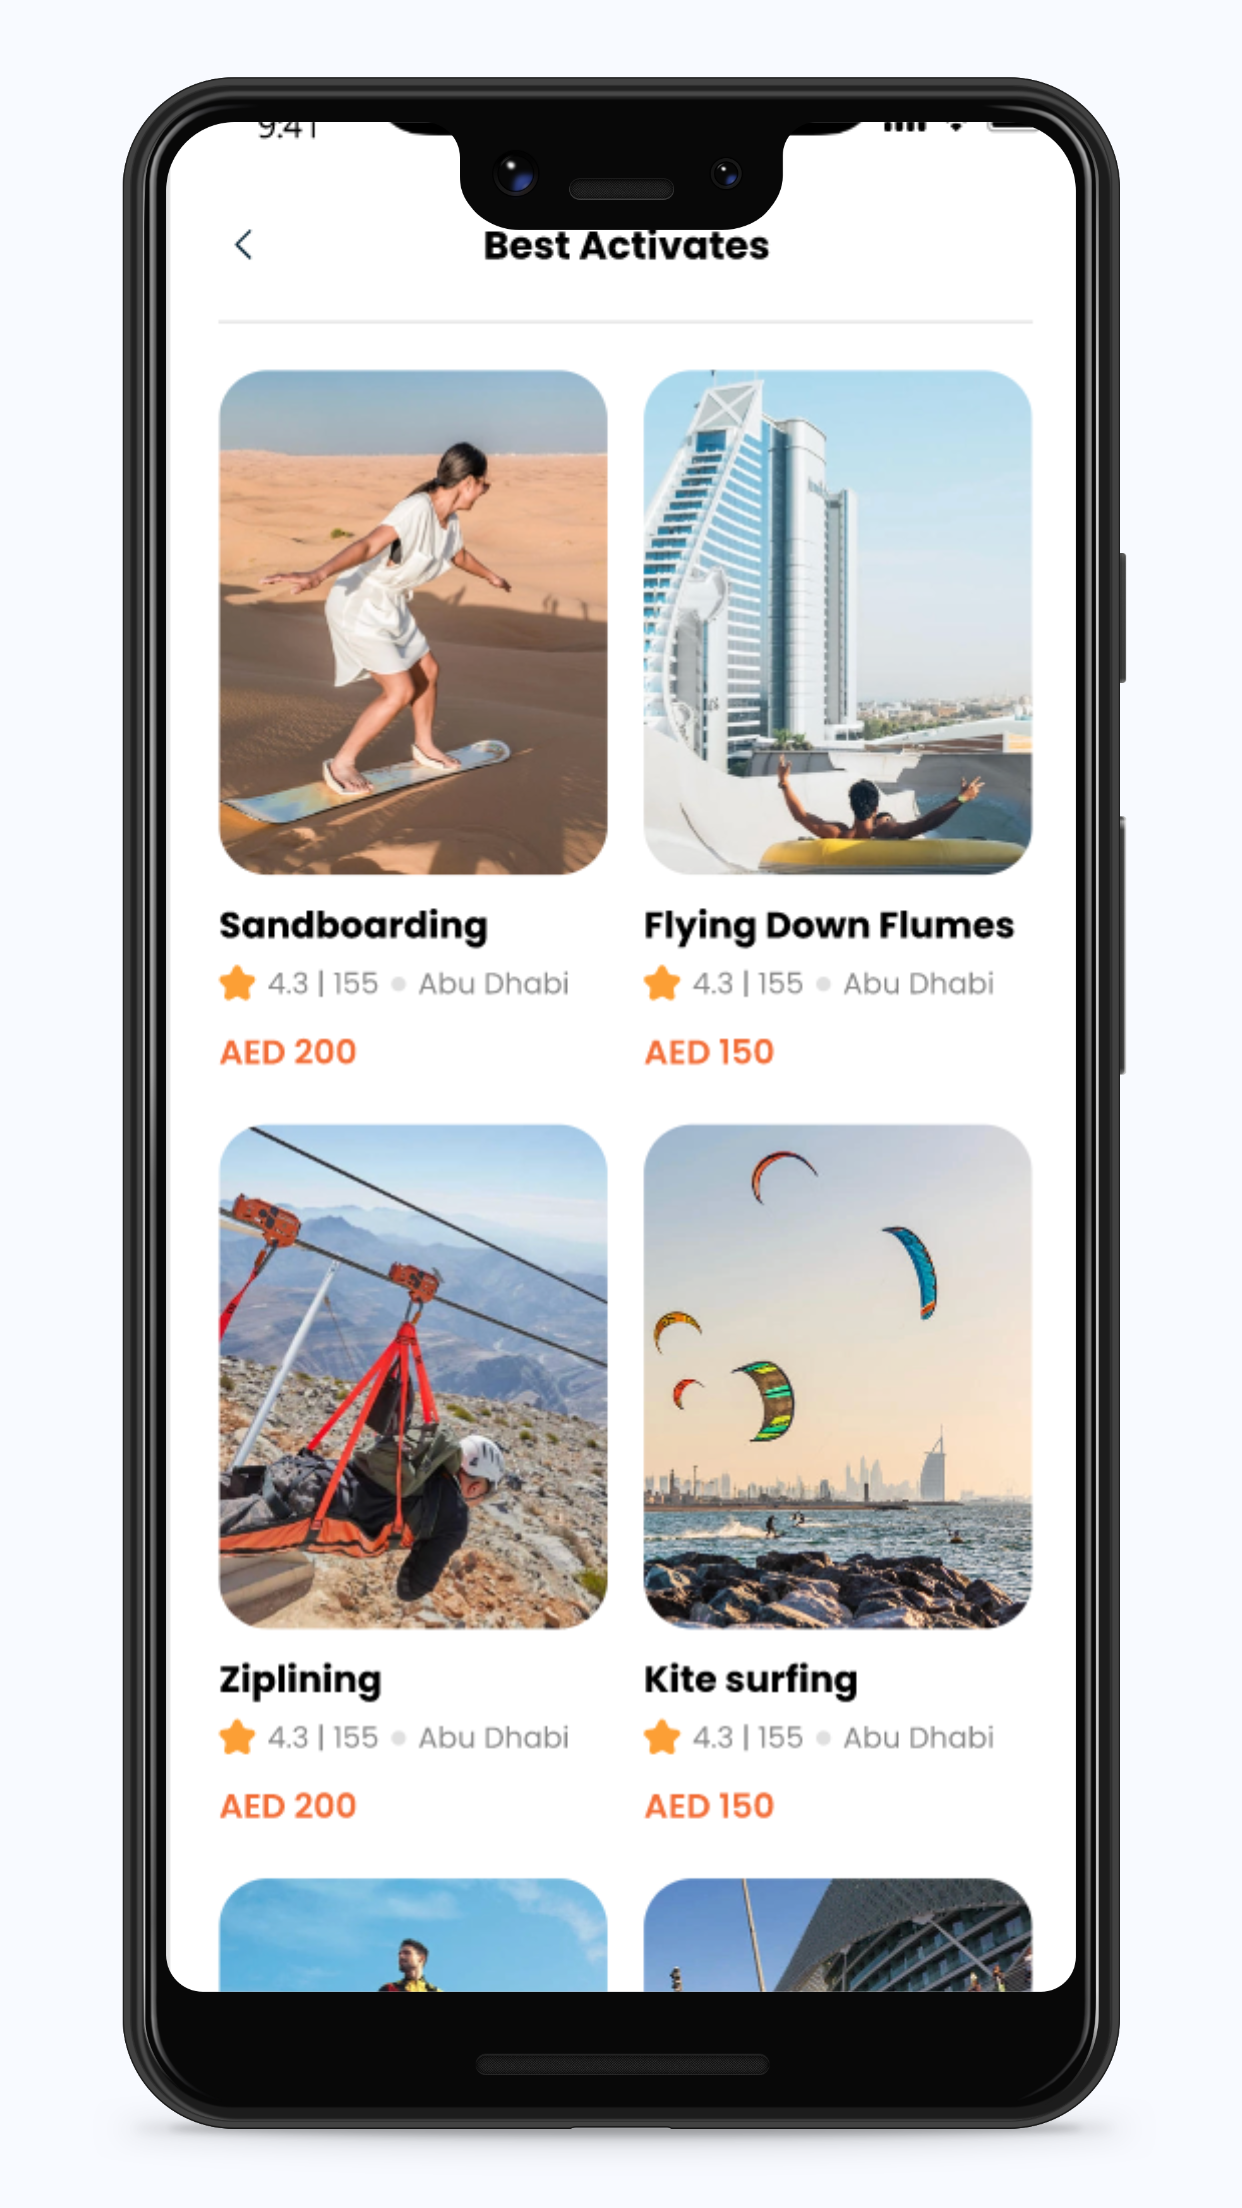 9:41
Best Activates
Sandboarding
4.3 | 155 Abu Dhabi
AED 200
Flying Down Flumes
4.3 | 155 Abu Dhabi
AED 150
Ziplining
4.3 | 155 Abu Dhabi
AED 200
Kite surfing
4.3 | 155 Abu Dhabi
AED 150